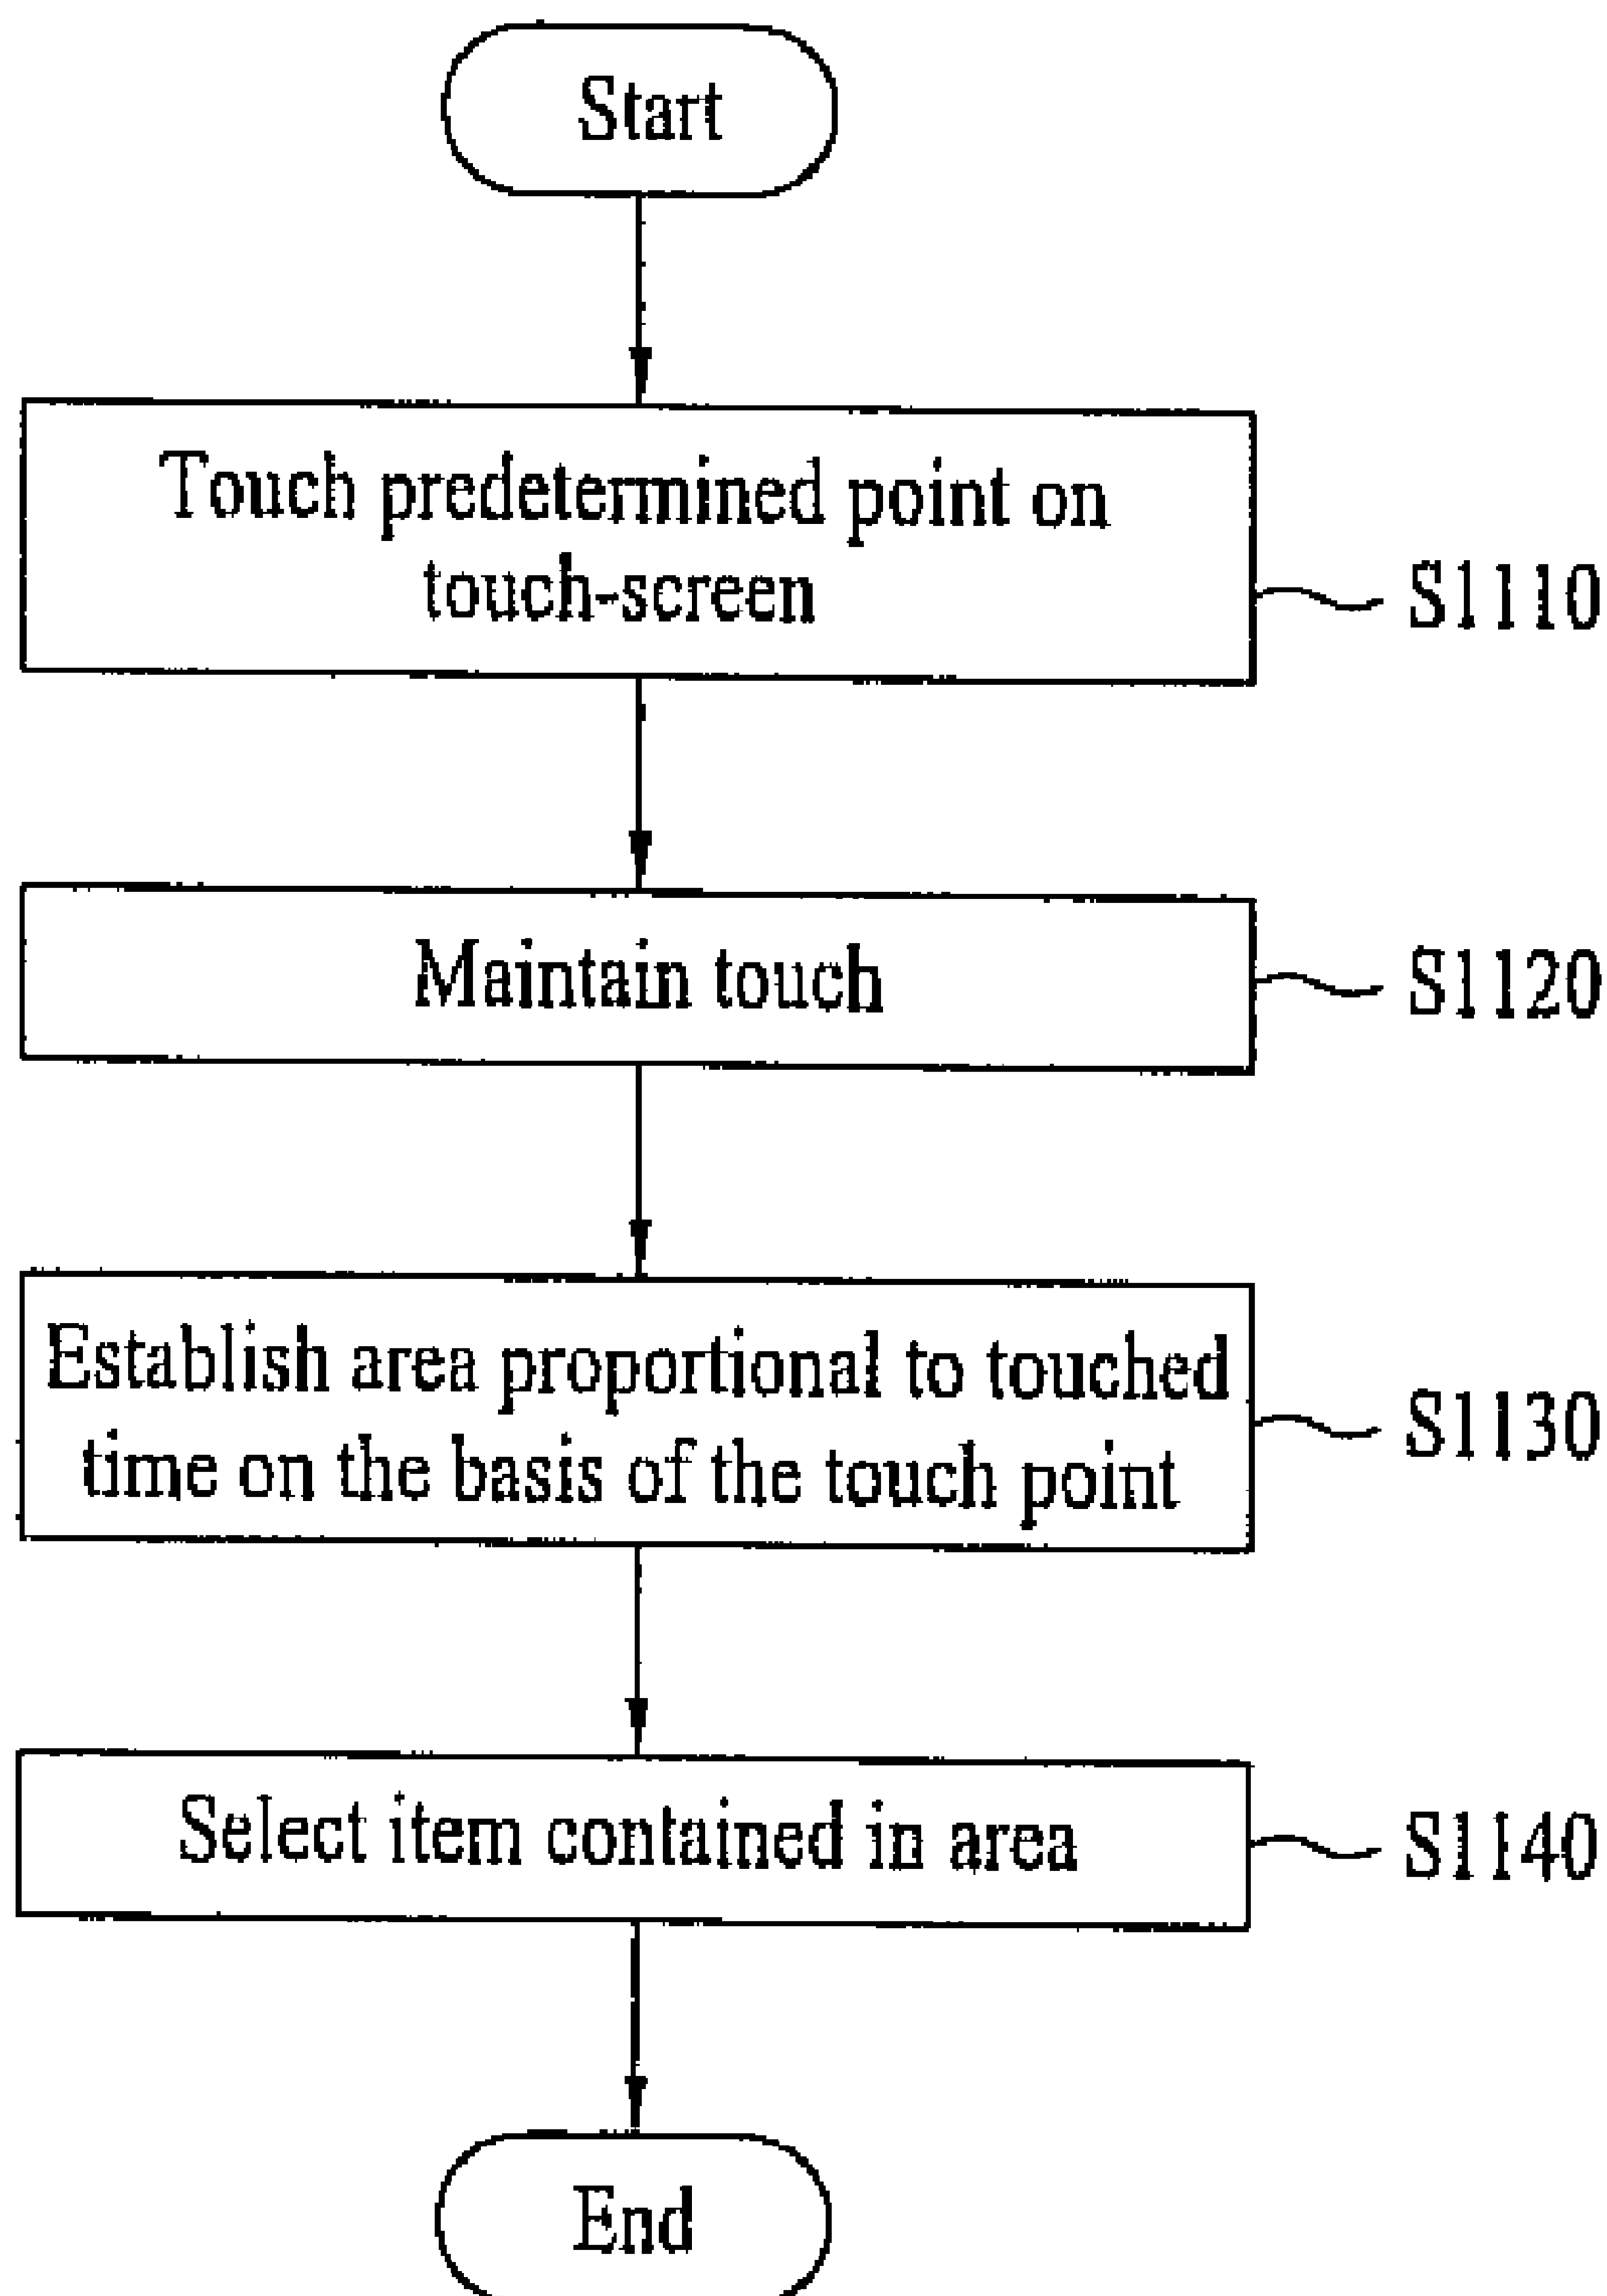 Start
Touch predetermined point on
touch-screen
S1110
Maintain touch
S1120
Establish area proportional to touched
time on the basis of the touch point
S1130
Select item contained in area
S1140
End